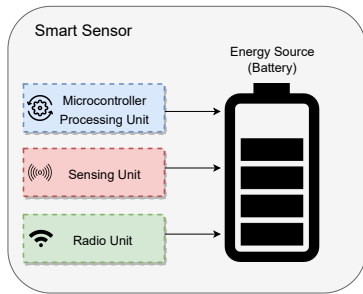 Smart Sensor
Energy Source
(Battery)
Microcontroller
Processing Unit
Sensing Unit
Radio Unit